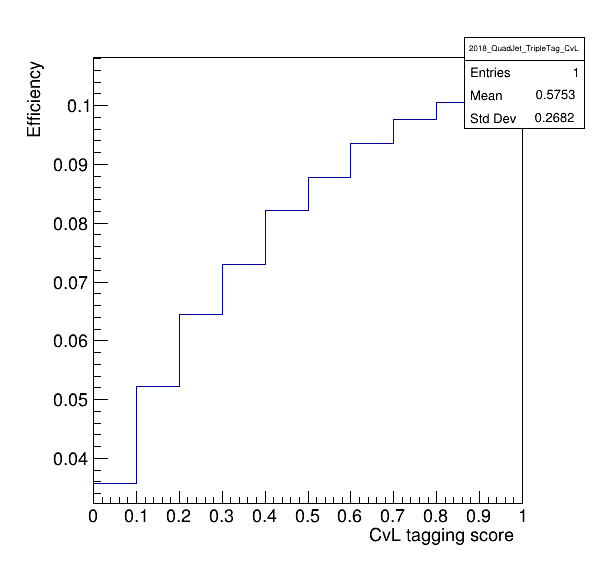 2018_QuadJet_TripleTag_CvL
Entries 1
Mean 0.5753
Std Dev 0.2682
Efficiency
0.1
0.09
0.08
0.07
0.06
0.05
0.04
0 0.1 0.2 0.3 0.4 0.5 0.6 0.7 0.8 0.9 1
CvL tagging score